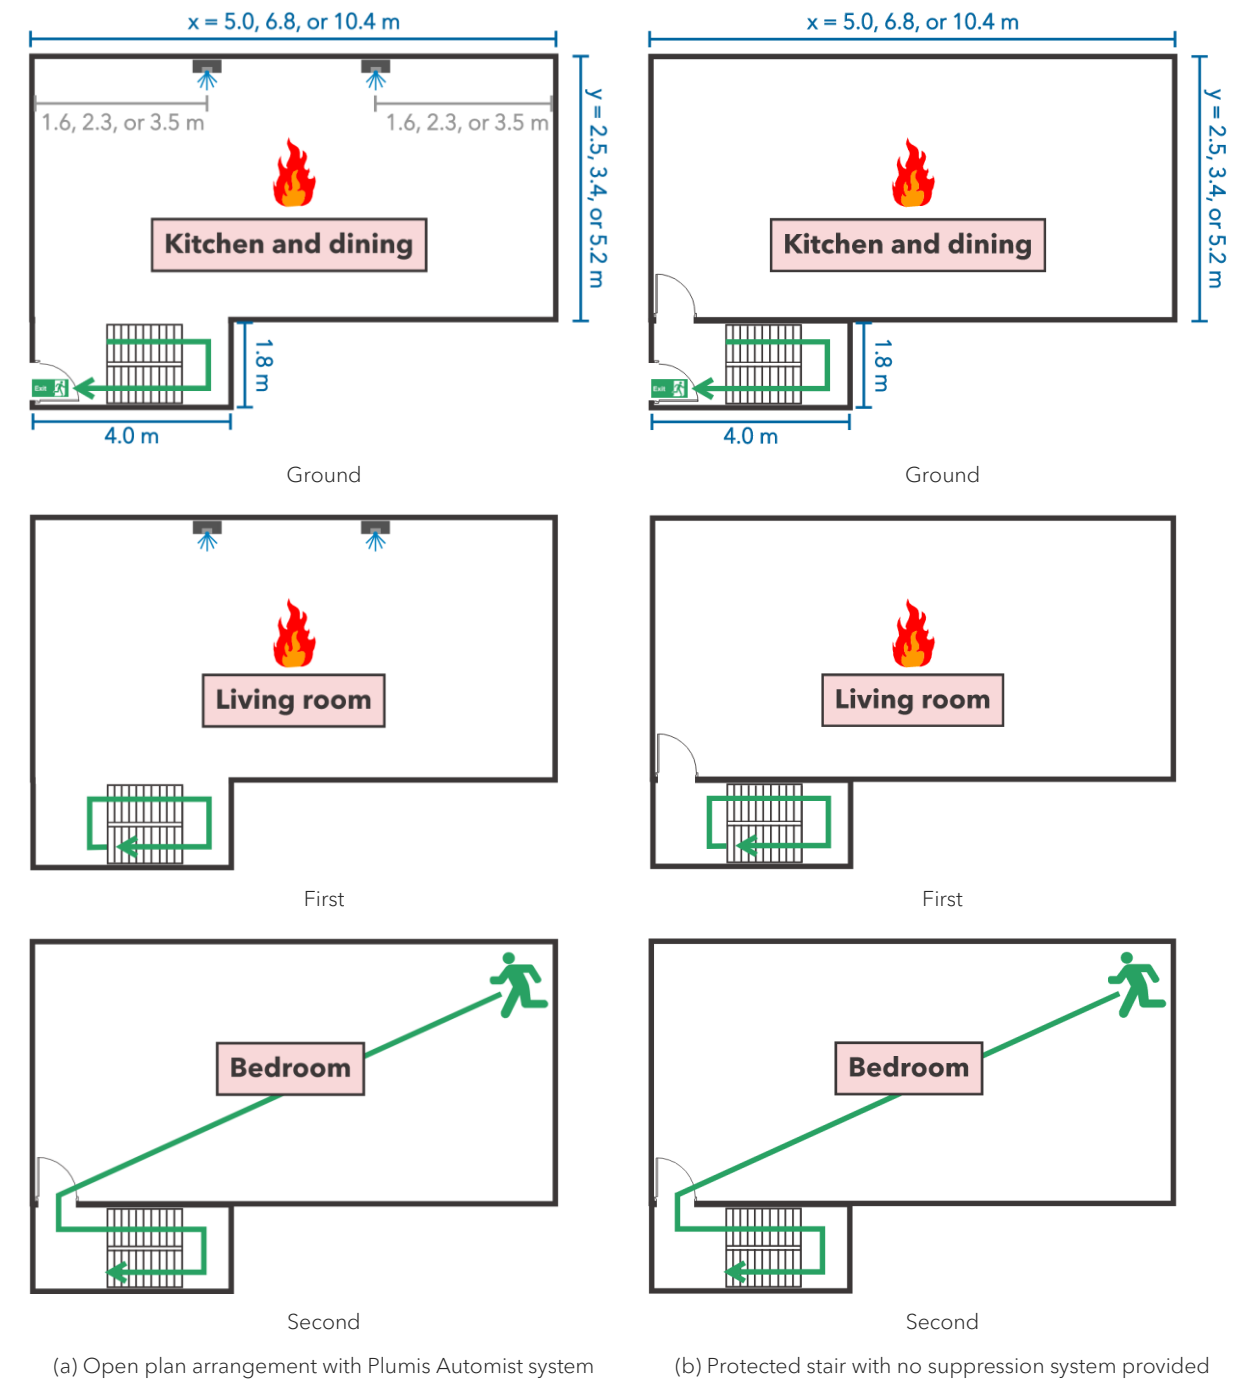 x = 5.0, 6.8, or 10.4 m
x = 5.0, 6.8, or 10.4 m
1.6, 2.3, or 3.5 m
1.6, 2.3, or 3.5 m
y = 2.5, 3.4, or 5.2 m
y = 2.5, 3.4, or 5.2 m
Kitchen and dining
Kitchen and dining
1.8 m
1.8 m
Exit
Exit
4.0 m
4.0 m
Ground
Ground
Living room
Living room
First
First
Bedroom
Bedroom
Second
Second
(a) Open plan arrangement with Plumis Automist system
(b) Protected stair with no suppression system provided